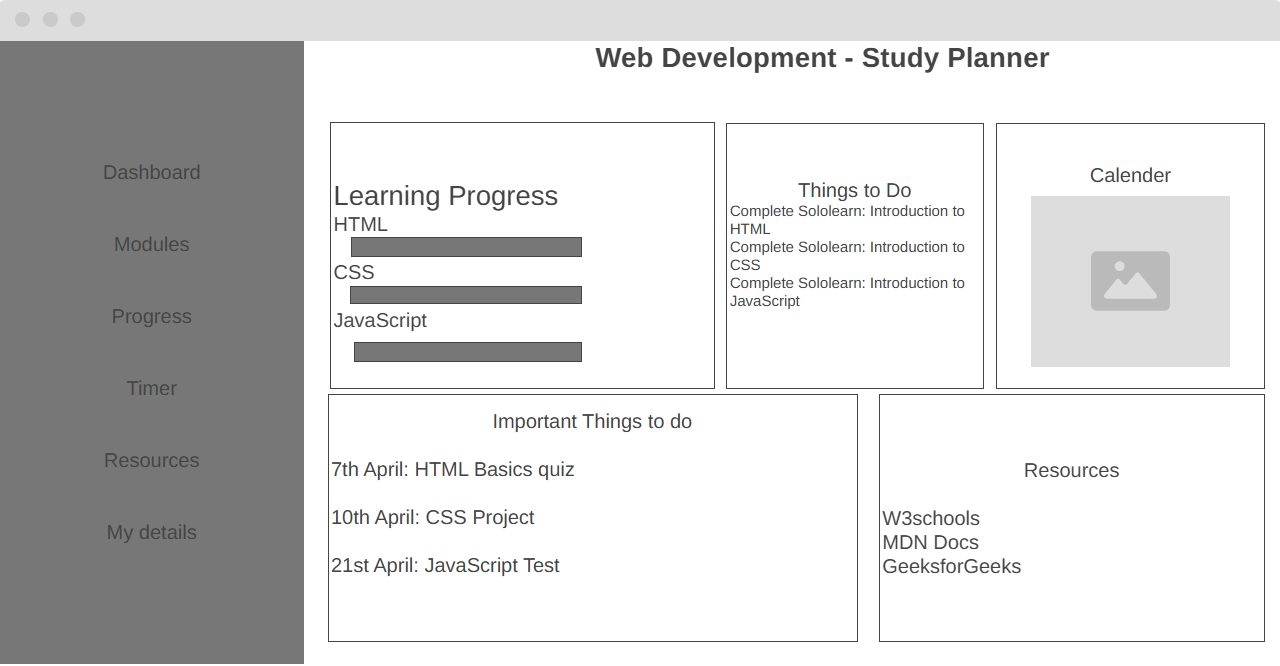 Web Development - Study Planner
Dashboard
Modules
Progress
Timer
Resources
My details
Learning Progress
HTML
CSS
JavaScript
Things to Do
Complete Sololearn: Introduction to
HTML
Complete Sololearn: Introduction to
CSS
Complete Sololearn: Introduction to
JavaScript
Calender
Important Things to do
7th April: HTML Basics quiz
10th April: CSS Project
21st April: JavaScript Test
Resources
W3schools
MDN Docs
GeeksforGeeks